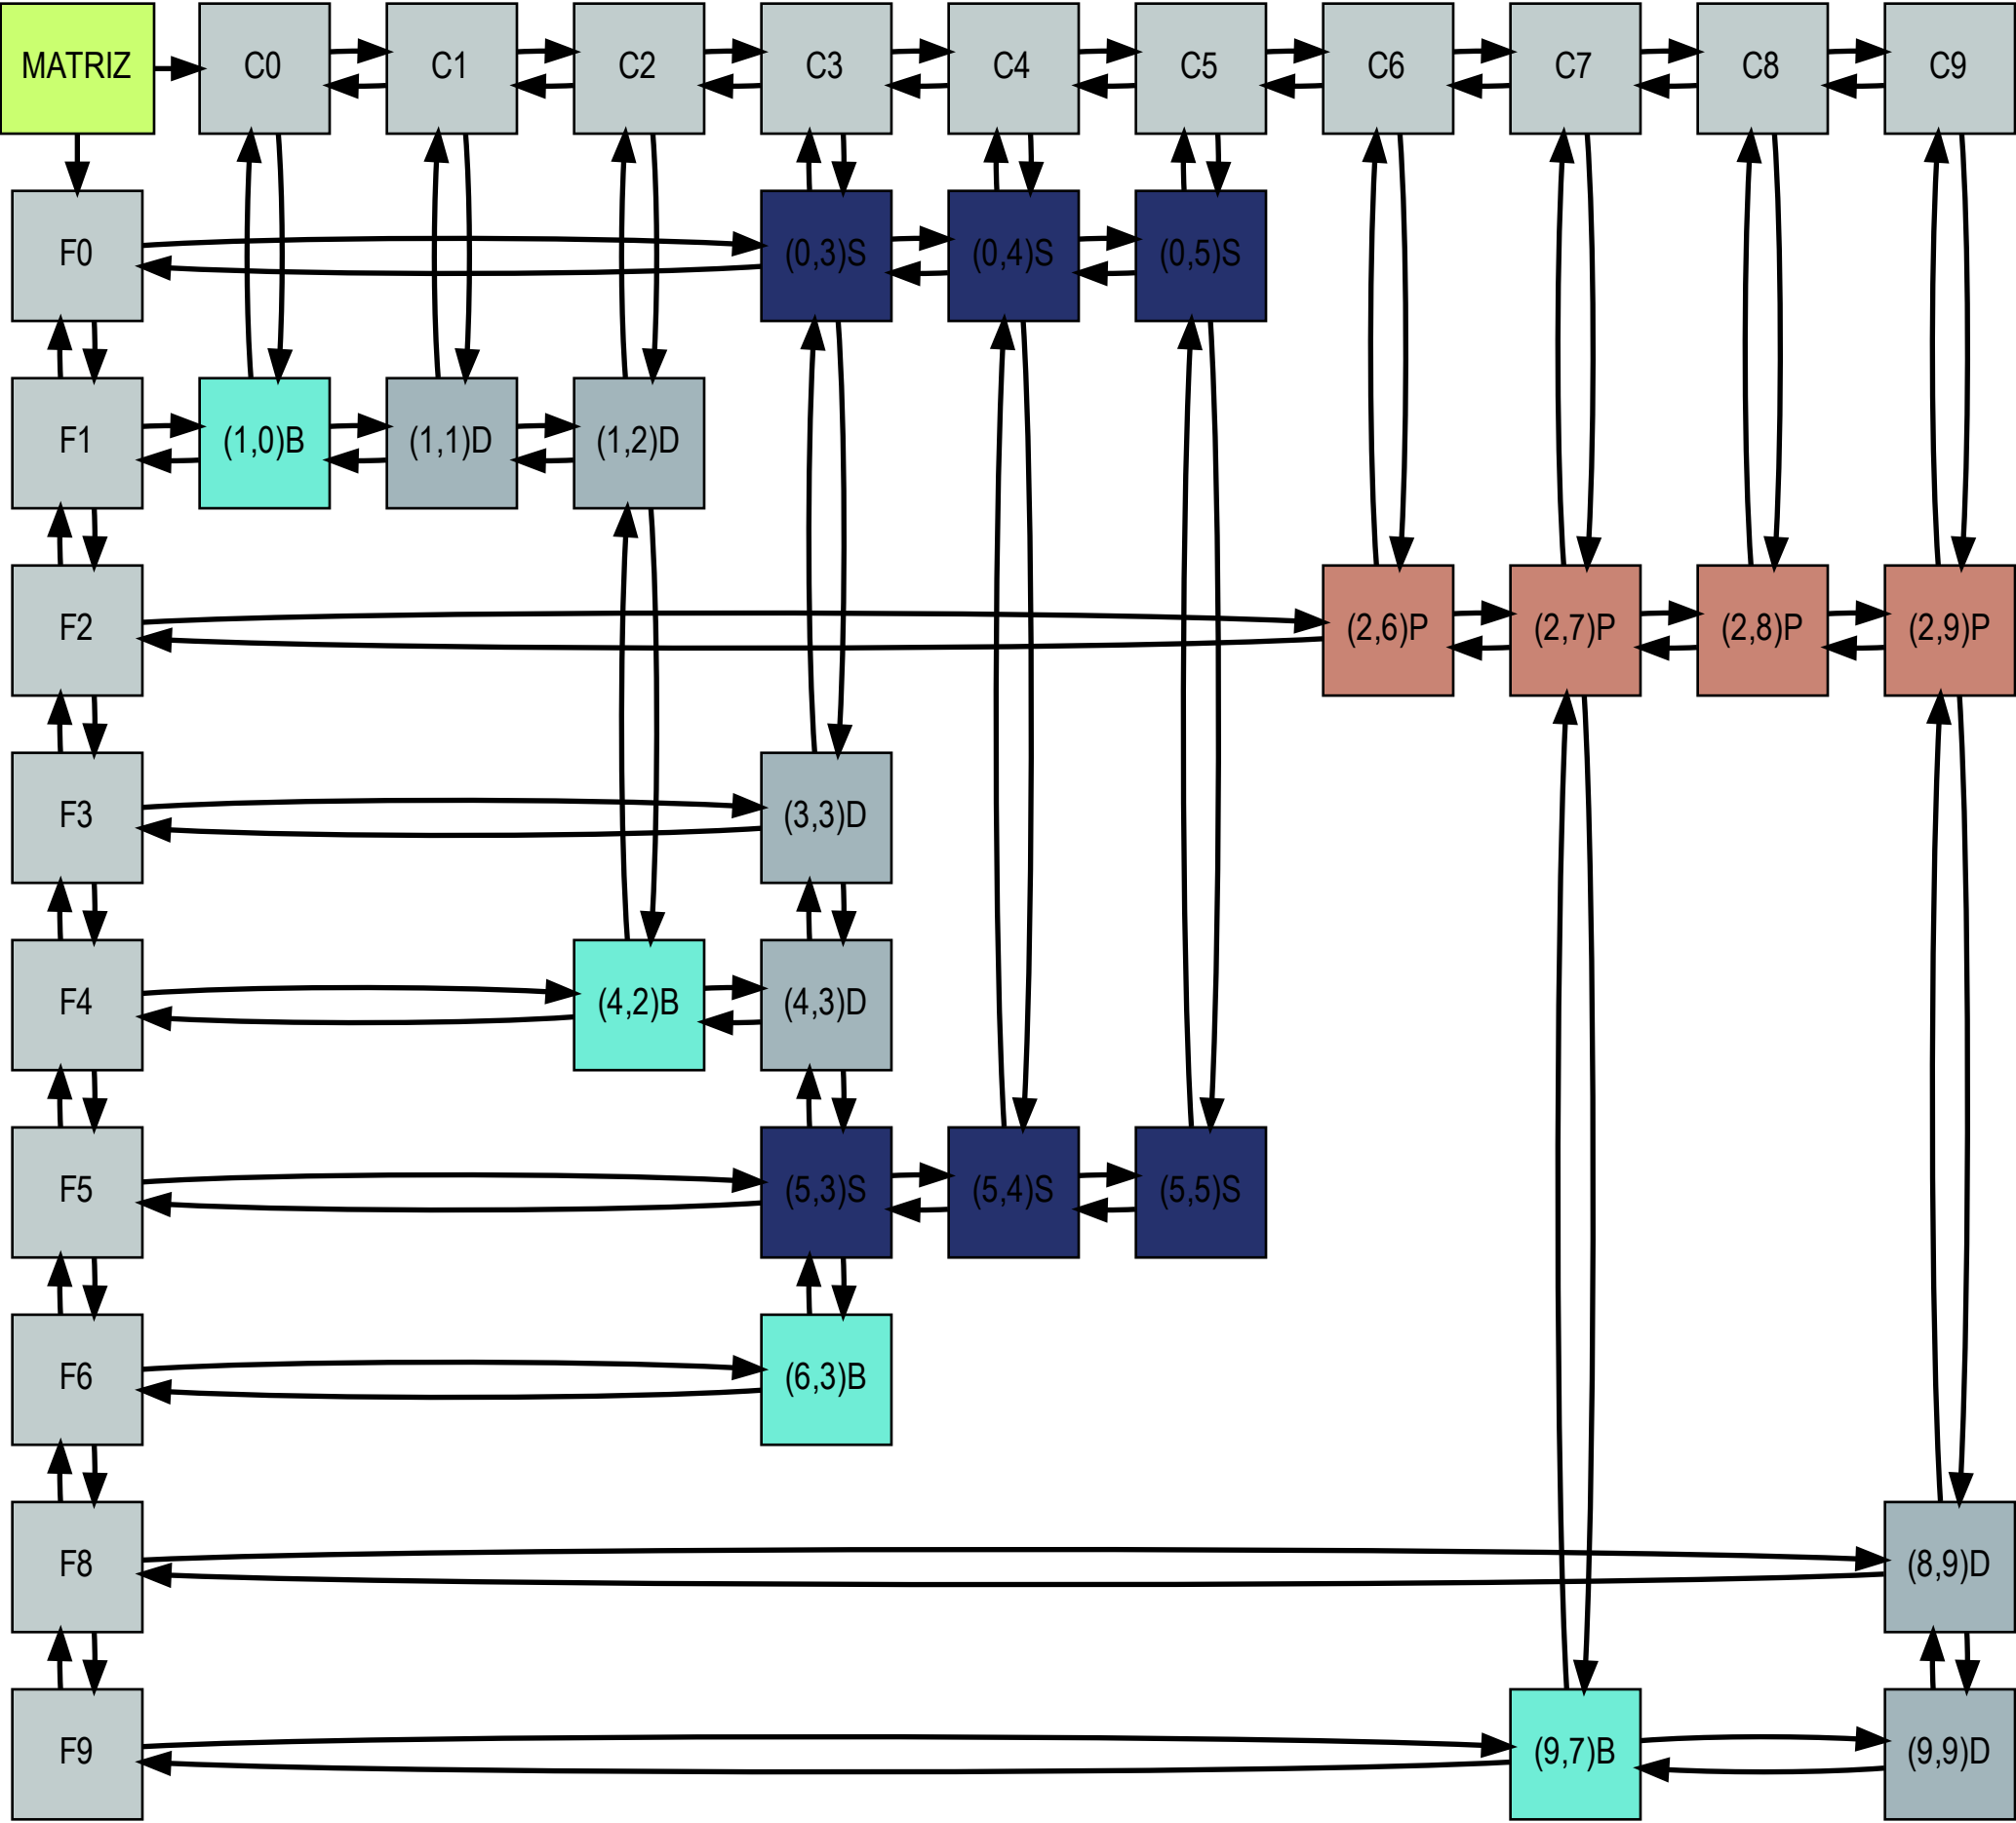 MATRIZ C0 C1 C2 C3 C4 C5 C6 C7 C8 C9
F0 (0,3)S (0,4)S (0,5)S
F1 (1,0)B (1,1)D (1,2)D
F2 (2,6)P (2,7)P (2,8)P (2,9)P
F3 (3,3)D
F4 (4,2)B (4,3)D
F5 (5,3)S (5,4)S (5,5)S
F6 (6,3)B
F8 (8,9)D
F9 (9,7)B (9,9)D